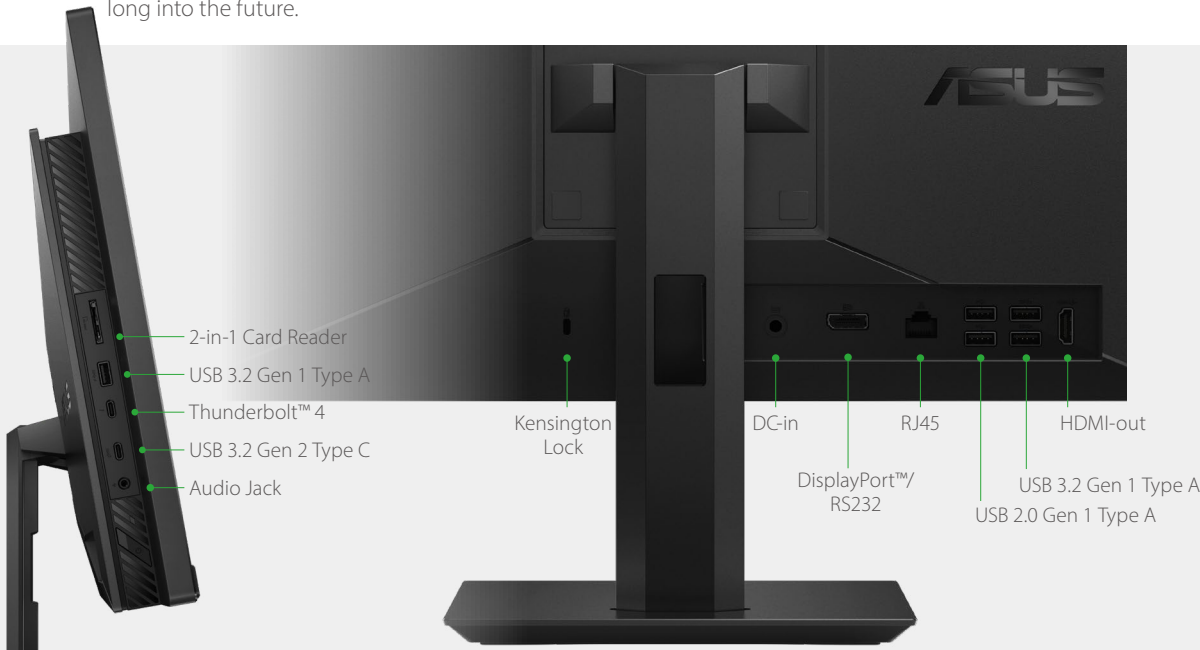 long into the future.
ASUS
2-in-1 Card Reader
USB 3.2 Gen 1 Type A
Thunderbolt™ 4
USB 3.2 Gen 2 Type C
Audio Jack
Kensington
Lock
DC-in
DisplayPort™/
RS232
RJ45
USB 2.0 Gen 1 Type A
USB 3.2 Gen 1 Type A
HDMI-out